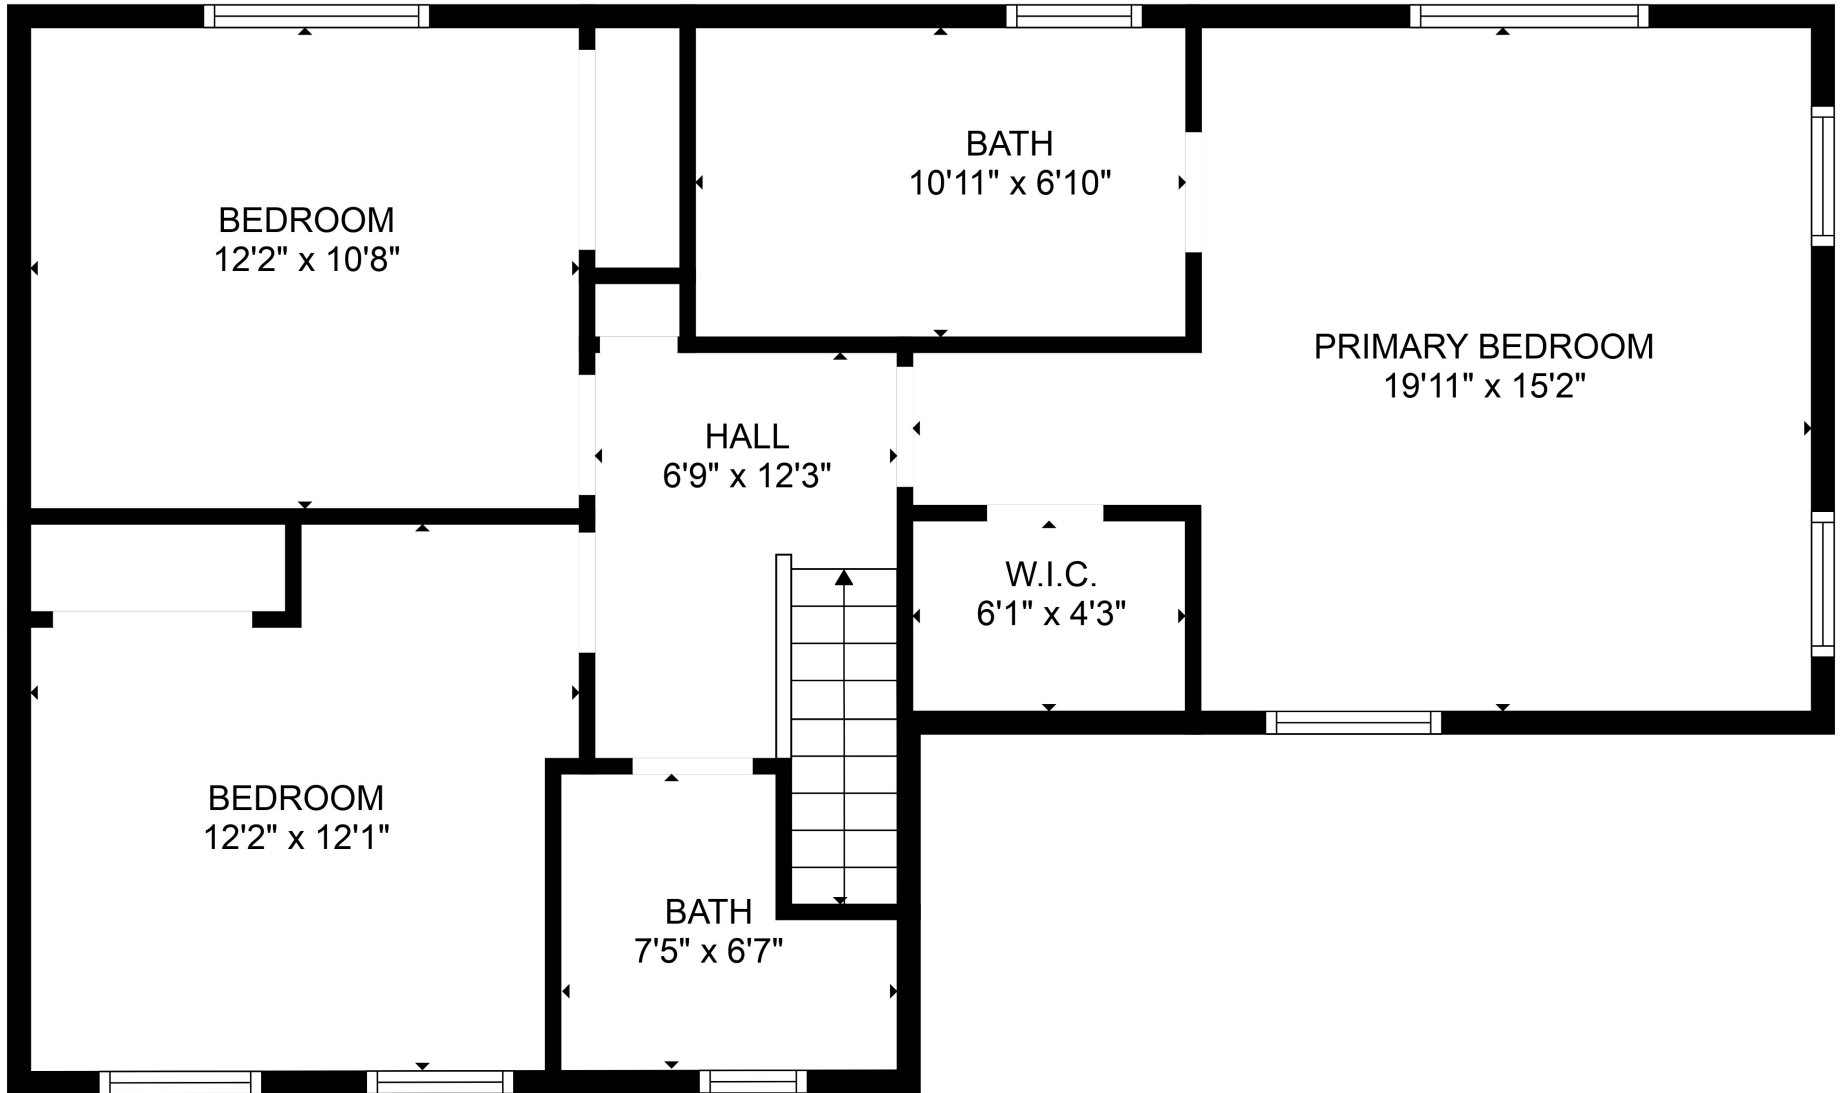 BATH
10'11" x 6'10"
BEDROOM
12'2" x 10'8"
PRIMARY BEDROOM
19'11" x 15'2"
HALL
6'9" x 12'3"
W.I.C.
6'1" x 4'3"
BEDROOM
12'2" x 12'1"
BATH
7'5" x 6'7"